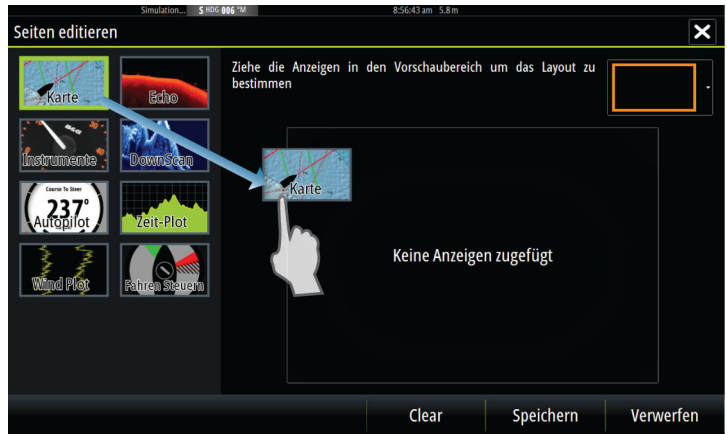 Simulation... S HDG 006 °M 8:56:43 am 5.8 m
Seiten editieren
Ziehe die Anzeigen in den Vorschaubereich um das Layout zu
bestimmen
Karte
Echo
B&G
Instrumente
DownScan
Karte
Course To Steer
237°
Autopilot
Zeit-Plot
Keine Anzeigen zugefügt
Wind Plot
Fahren Steuern
Clear
Speichern
Verwerfen